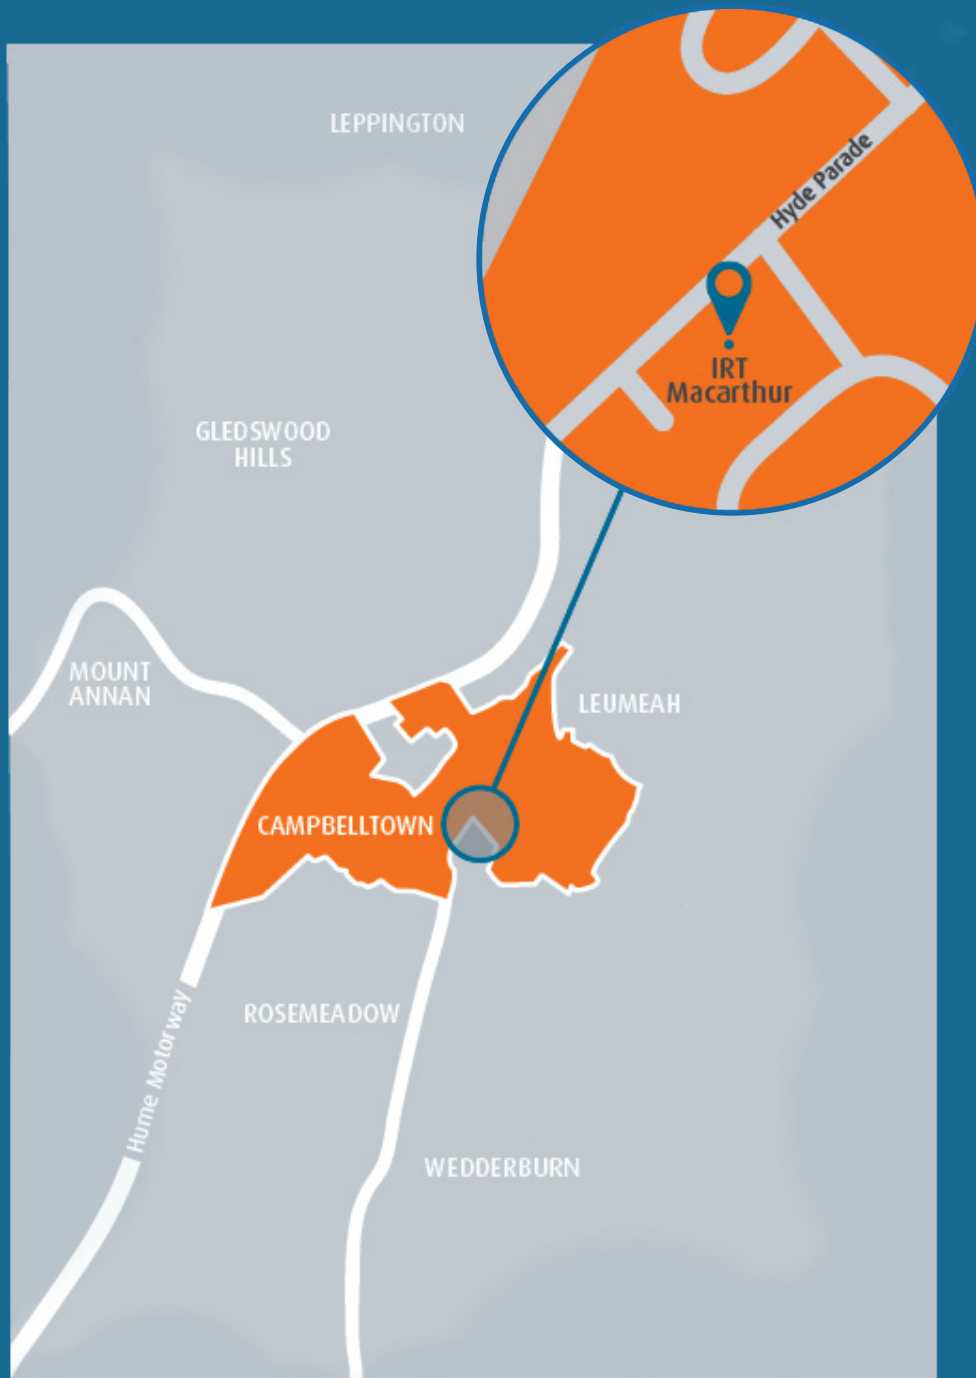 LEPPINGTON
Hyde Parade
IRT
Macarthur
GLEDSWOOD
HILLS
MOUNT
ANNAN
LEUMEAH
CAMPBELLTOWN
ROSEMEADOW
Hume Motorway
WEDDERBURN